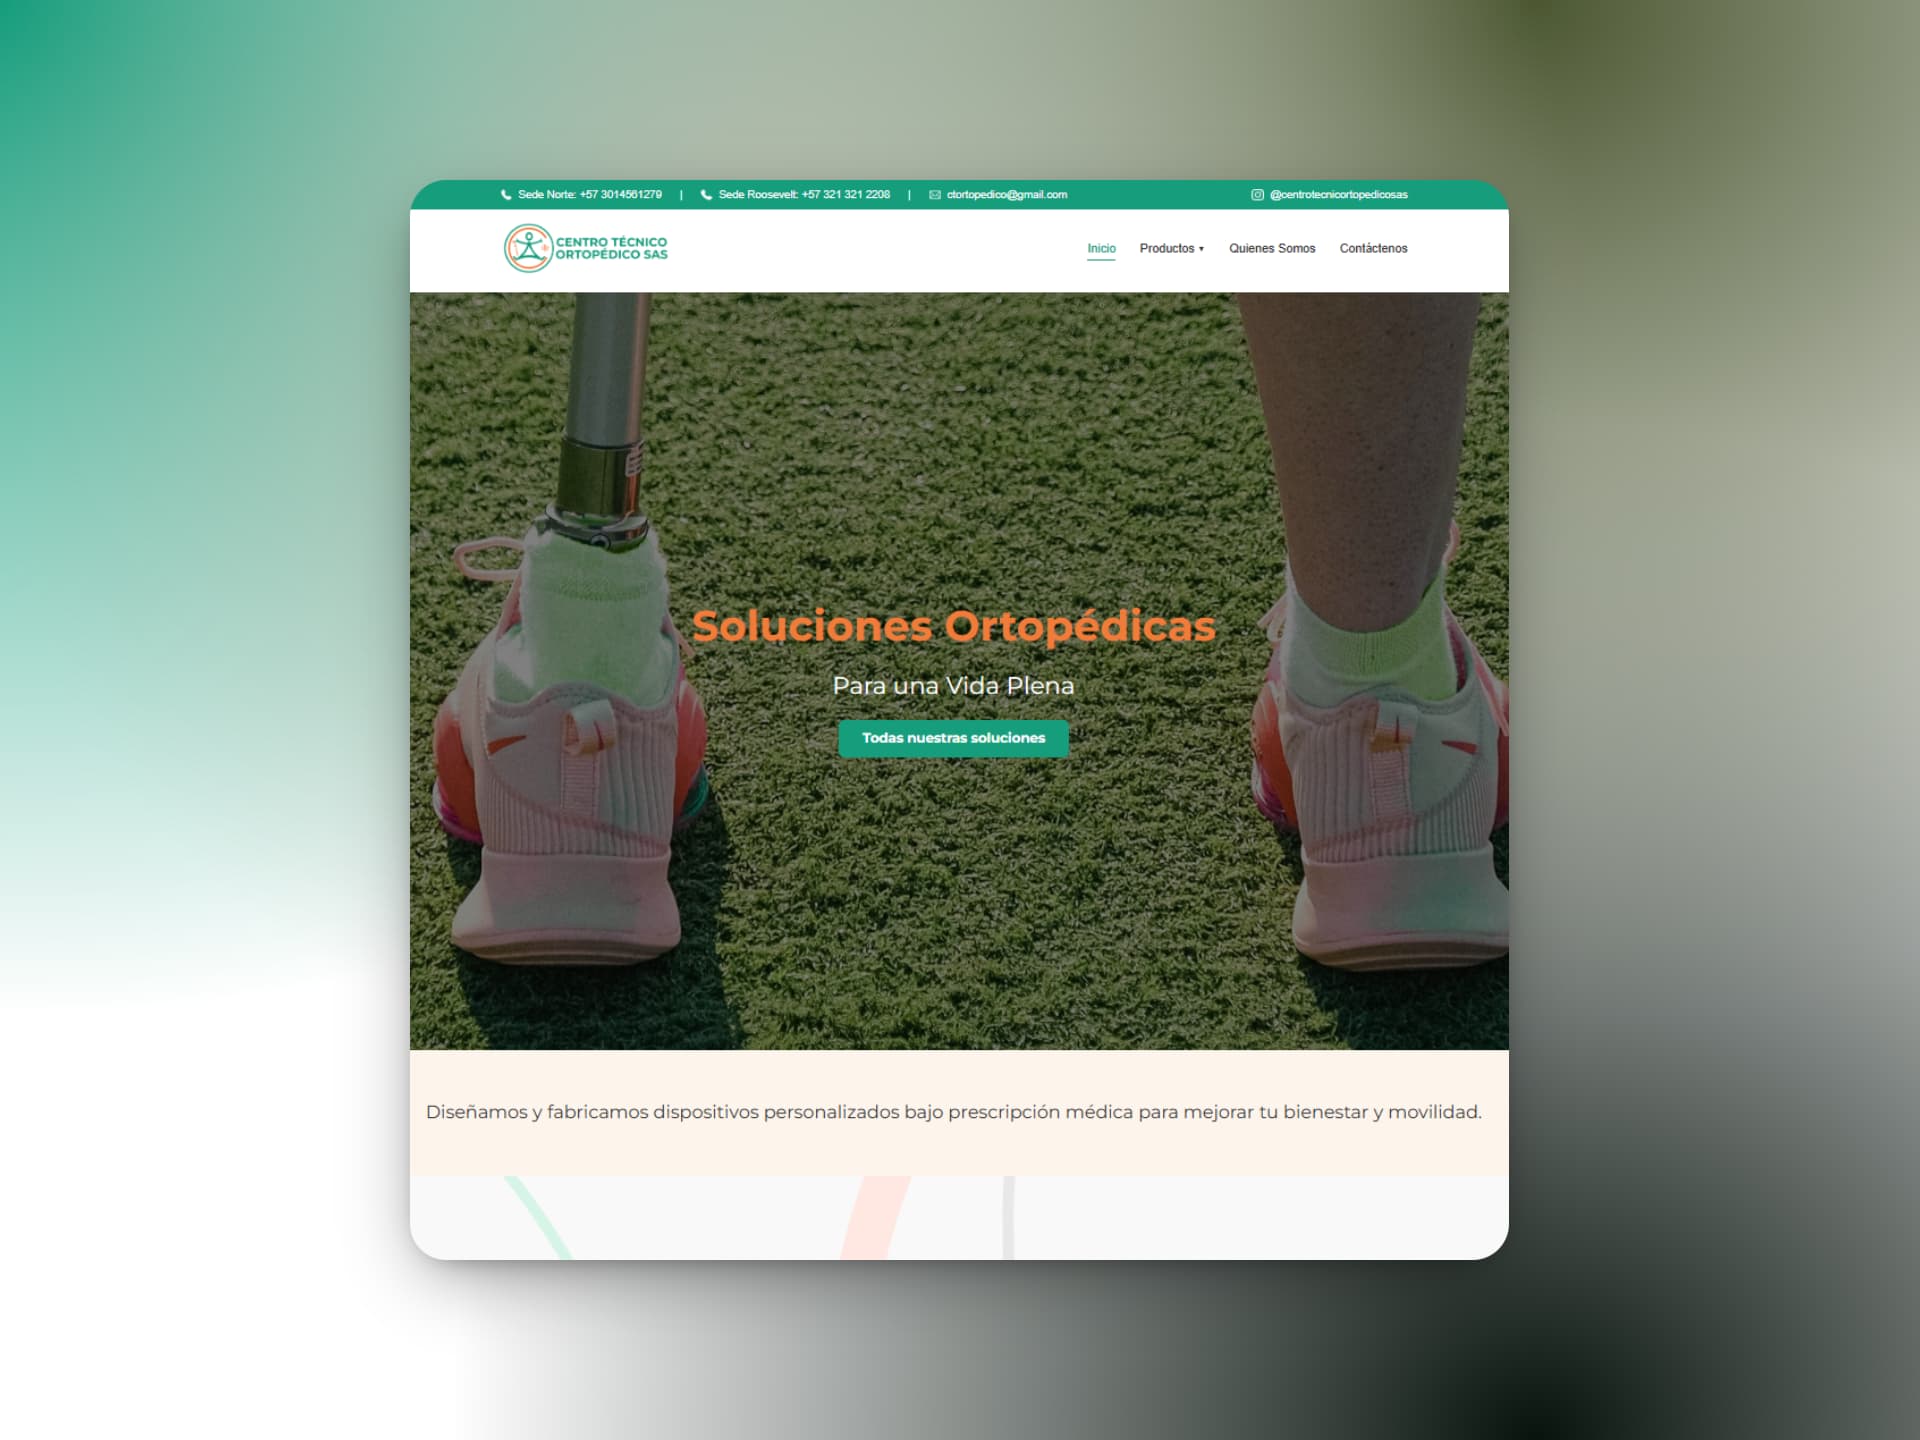 Sede Norte: +57 3014561279 | Sede Roosevelt: +57 321 321 2208 | ctortopedico@gmail.com @centrotecnicortopedicosas
CENTRO TÉCNICO
ORTOPÉDICO SAS
Inicio Productos ▾ Quienes Somos Contáctenos
Soluciones Ortopédicas
Para una Vida Plena
Todas nuestras soluciones
Diseñamos y fabricamos dispositivos personalizados bajo prescripción médica para mejorar tu bienestar y movilidad.